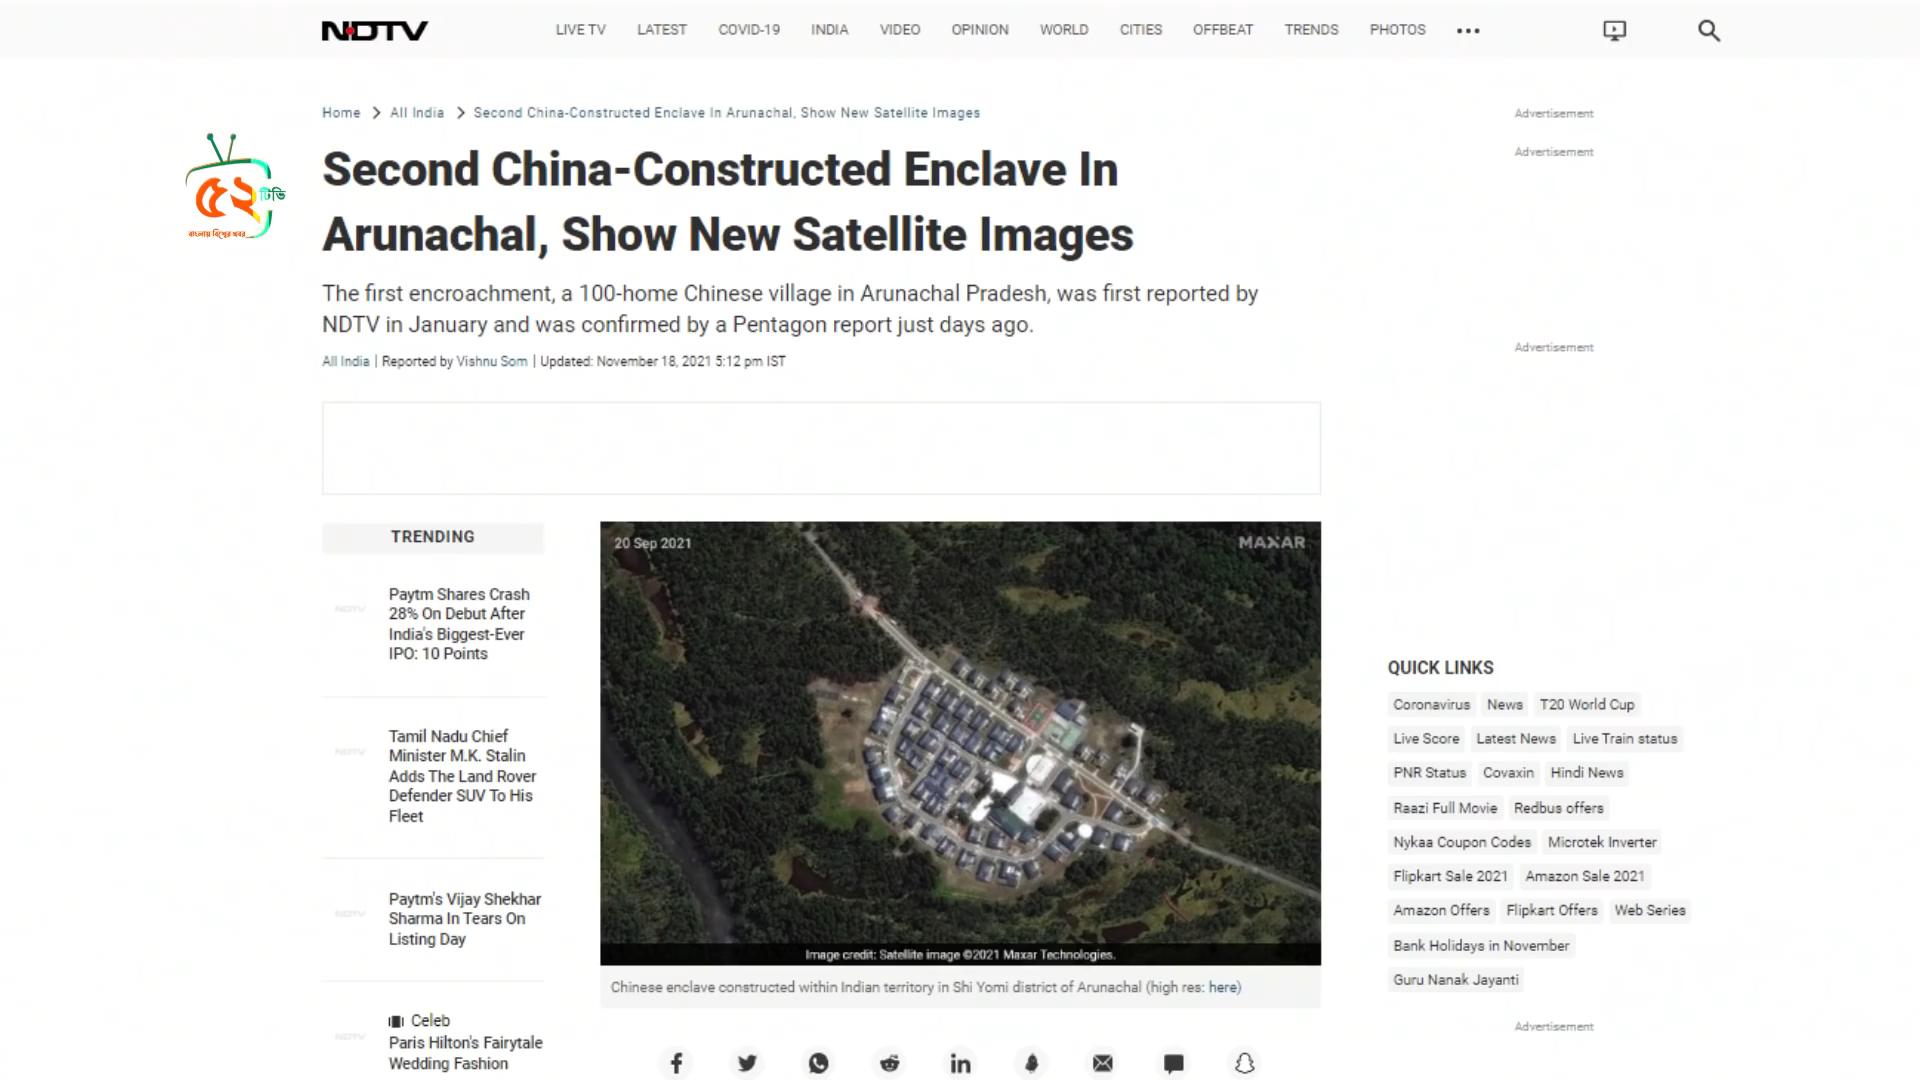 NDTV
LIVE TV LATEST COVID-19 INDIA VIDEO OPINION WORLD CITIES OFFBEAT TRENDS PHOTOS
Home All India Second China-Constructed Enclave In Arunachal, Show New Satellite Images
Advertisement
Advertisement
৫২
টিভি
বাংলায় বিশ্বের খবর
Second China-Constructed Enclave In
Arunachal, Show New Satellite Images
The first encroachment, a 100-home Chinese village in Arunachal Pradesh, was first reported by
NDTV in January and was confirmed by a Pentagon report just days ago.
All India | Reported by Vishnu Som | Updated: November 18, 2021 5:12 pm IST
Advertisement
TRENDING
NDTV
Paytm Shares Crash
28% On Debut After
India's Biggest-Ever
IPO: 10 Points
NDTV
Tamil Nadu Chief
Minister M.K. Stalin
Adds The Land Rover
Defender SUV To His
Fleet
NDTV
Paytm's Vijay Shekhar
Sharma In Tears On
Listing Day
NDTV
Celeb
Paris Hilton's Fairytale
Wedding Fashion
20 Sep 2021
MAXAR
Image credit: Satellite image ©2021 Maxar Technologies.
Chinese enclave constructed within Indian territory in Shi Yomi district of Arunachal (high res: here)
QUICK LINKS
Coronavirus News T20 World Cup
Live Score Latest News Live Train status
PNR Status Covaxin Hindi News
Raazi Full Movie Redbus offers
Nykaa Coupon Codes Microtek Inverter
Flipkart Sale 2021 Amazon Sale 2021
Amazon Offers Flipkart Offers Web Series
Bank Holidays in November
Guru Nanak Jayanti
Advertisement